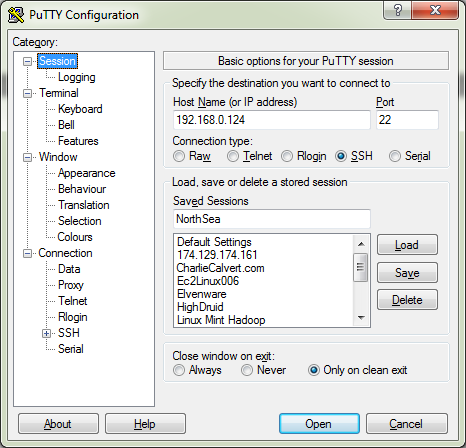 PuTTY Configuration
Category:
Session
Logging
Terminal
Keyboard
Bell
Features
Window
Appearance
Behaviour
Translation
Selection
Colours
Connection
Data
Proxy
Telnet
Rlogin
SSH
Serial
Basic options for your PuTTY session
Specify the destination you want to connect to
Host Name (or IP address) Port
192.168.0.124 22
Connection type:
Raw Telnet Rlogin SSH Serial
Load, save or delete a stored session
Saved Sessions
NorthSea
Default Settings
174.129.174.161
CharlieCalvert.com
Ec2Linux006
Elvenware
HighDruid
Linux Mint Hadoop
Load
Save
Delete
Close window on exit:
Always Never Only on clean exit
About Help Open Cancel